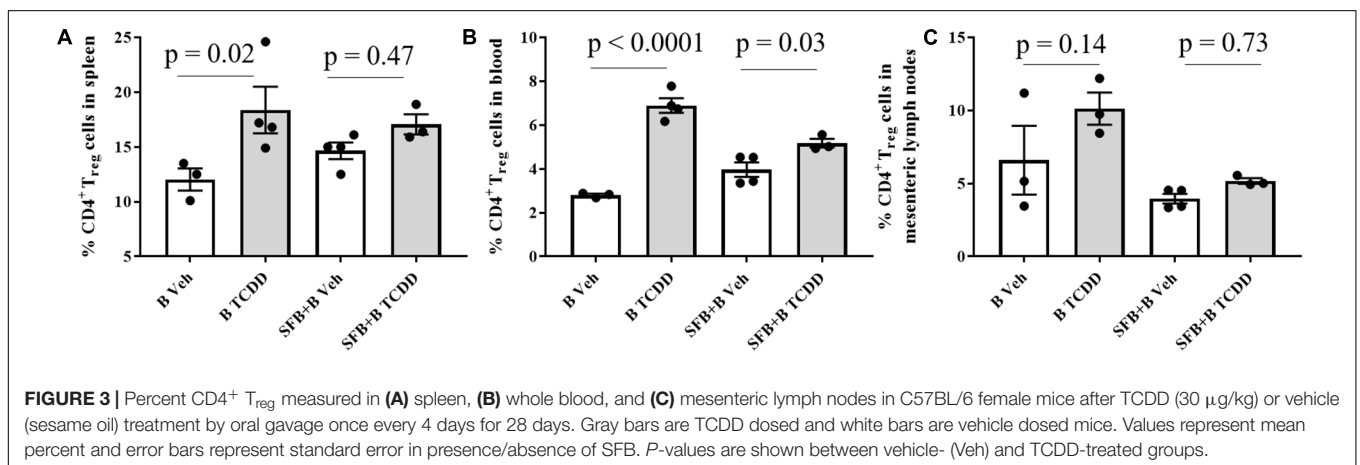 A
% CD4+ Treg cells in spleen
25
20
15
10
5
p = 0.02
p = 0.47
B Veh
B TCDD
SFB+B Veh
SFB+B TCDD
B
% CD4+ Treg cells in blood
10
8
6
4
2
0
p < 0.0001
p = 0.03
B Veh
B TCDD
SFB+B Veh
SFB+B TCDD
C
% CD4+ Treg cells in
mesenteric lymph nodes
15
10
5
0
p = 0.14
p = 0.73
B Veh
B TCDD
SFB+B Veh
SFB+B TCDD
FIGURE 3 | Percent CD4+ Treg measured in (A) spleen, (B) whole blood, and (C) mesenteric lymph nodes in C57BL/6 female mice after TCDD (30 μg/kg) or vehicle
(sesame oil) treatment by oral gavage once every 4 days for 28 days. Gray bars are TCDD dosed and white bars are vehicle dosed mice. Values represent mean
percent and error bars represent standard error in presence/absence of SFB. P-values are shown between vehicle- (Veh) and TCDD-treated groups.